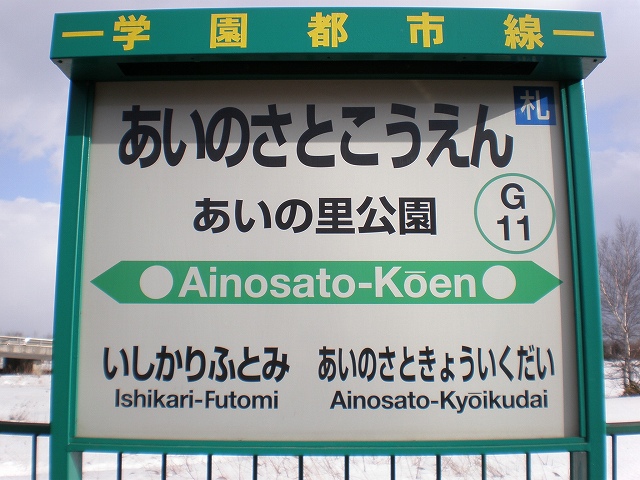 学園都市線
札
あいのさとこうえん
あいの里公園
G
11
Ainosato-Kōen
いしかりふとみ あいのさときょういくだい
Ishikari-Futomi Ainosato-Kyōikudai